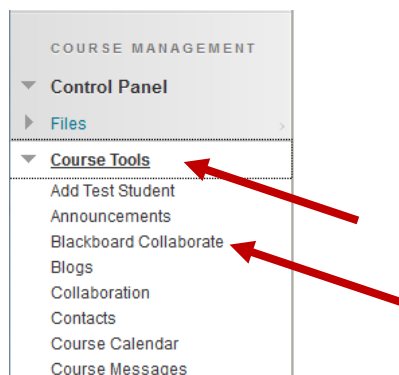 COURSE MANAGEMENT
Control Panel
Files
Course Tools
Add Test Student
Announcements
Blackboard Collaborate
Blogs
Collaboration
Contacts
Course Calendar
Course Messages